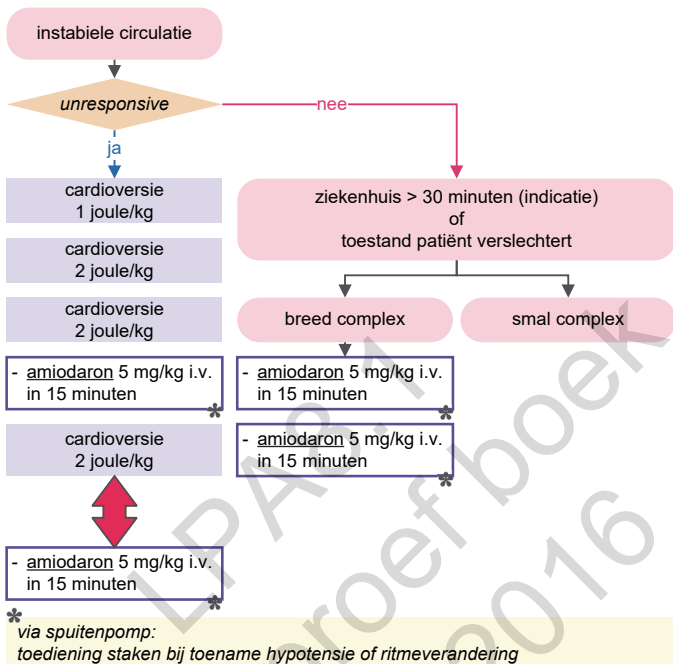 instabiele circulatie
unresponsive
nee
ja
cardioversie
1 joule/kg
cardioversie
2 joule/kg
cardioversie
2 joule/kg
- amiodaron 5 mg/kg i.v.
in 15 minuten
*
cardioversie
2 joule/kg
- amiodaron 5 mg/kg i.v.
in 15 minuten
*
ziekenhuis > 30 minuten (indicatie)
of
toestand patiënt verslechtert
breed complex
smal complex
- amiodaron 5 mg/kg i.v.
in 15 minuten
*
- amiodaron 5 mg/kg i.v.
in 15 minuten
*
*
via spuitenpomp:
toediening staken bij toename hypotensie of ritmeverandering
LPA8.1
proef boek
2016